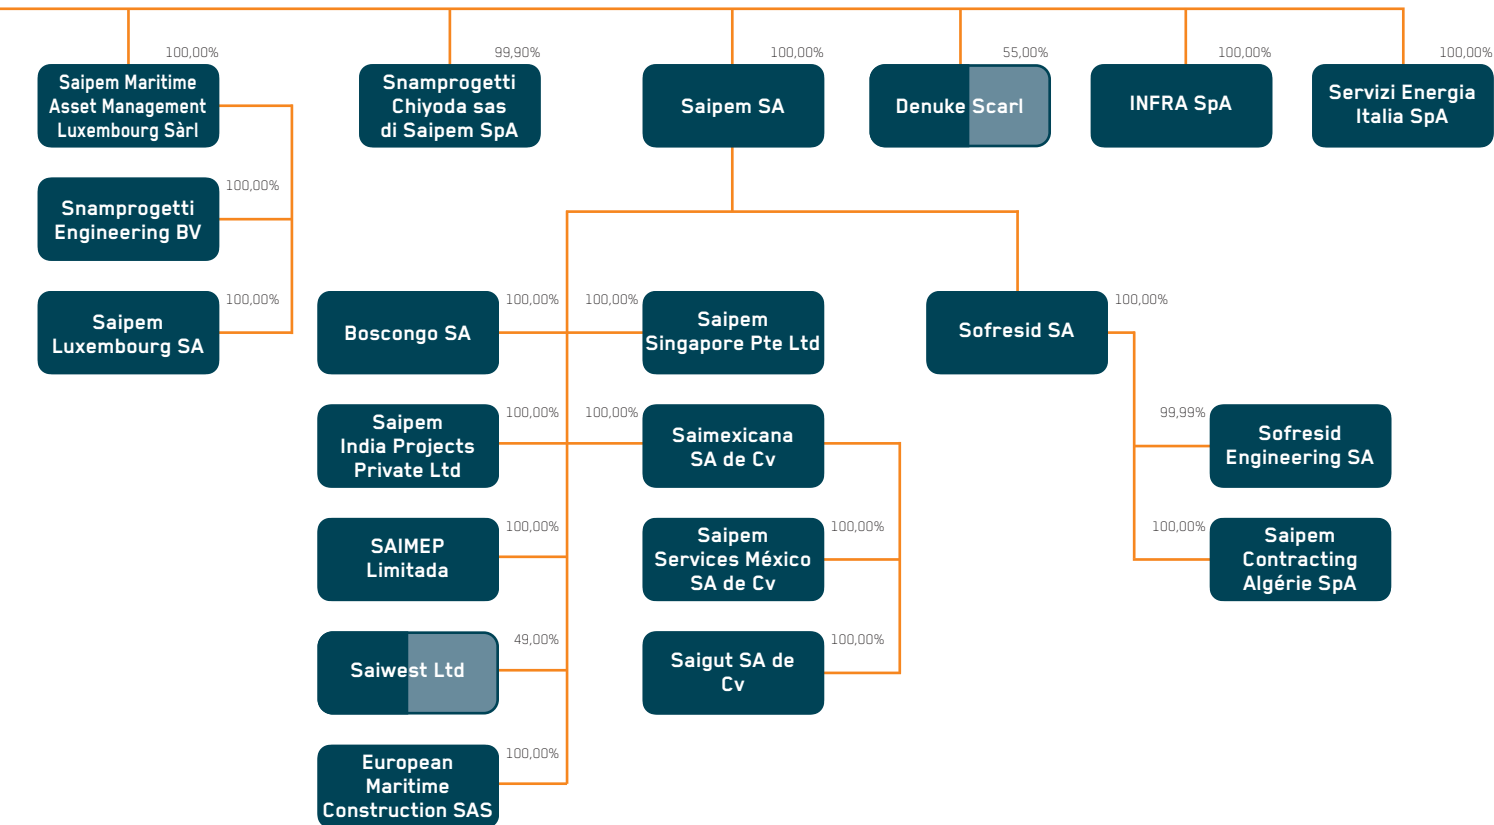 100,00%
99,90%
100,00%
55,00%
100,00%
100,00%
Saipem Maritime
Asset Management
Luxembourg Sàrl
Snamprogetti
Chiyoda sas
di Saipem SpA
Saipem SA
Denuke Scarl
INFRA SpA
Servizi Energia
Italia SpA
100,00%
Snamprogetti
Engineering BV
100,00%
Saipem
Luxembourg SA
100,00%
Boscongo SA
100,00%
Saipem
Singapore Pte Ltd
100,00%
Sofresid SA
100,00%
Saipem
India Projects
Private Ltd
100,00%
Saimexicana
SA de Cv
99,99%
Sofresid
Engineering SA
100,00%
SAIMEP
Limitada
100,00%
Saipem
Services México
SA de Cv
100,00%
Saipem
Contracting
Algérie SpA
49,00%
Saiwest Ltd
100,00%
Saigut SA de
Cv
100,00%
European
Maritime
Construction SAS